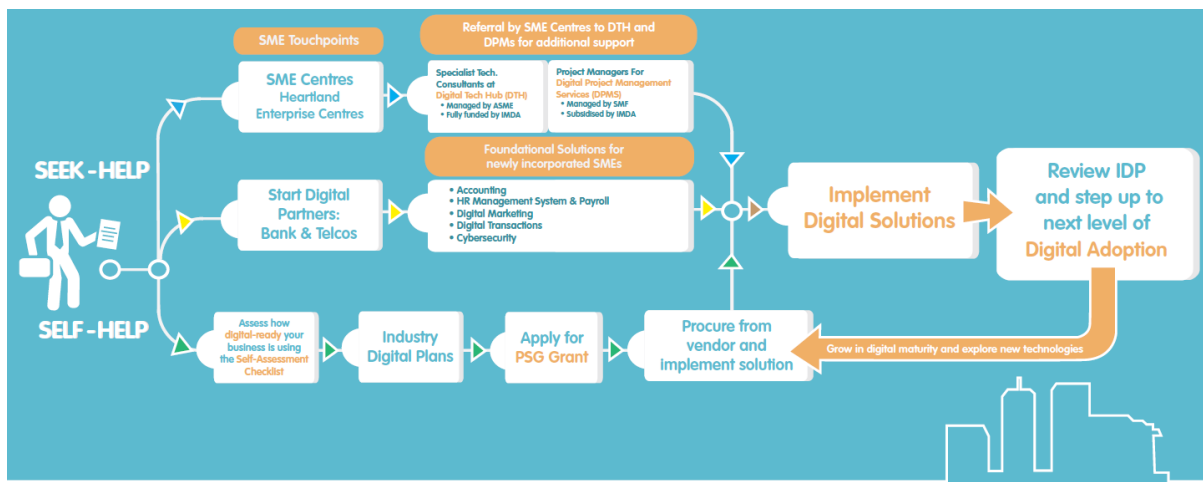 SME Touchpoints
Referral by SME Centres to DTH and
DPMs for additional support
SME Centres
Heartland
Enterprise Centres
Specialist Tech.
Consultants at
Digital Tech Hub (DTH)
• Managed by ASME
• Fully funded by IMDA
Project Managers For
Digital Project Management
Services (DPMS)
• Managed by SMF
• Subsidised by IMDA
SEEK-HELP
Foundational Solutions for
newly incorporated SMEs
Start Digital
Partners:
Bank & Telcos
• Accounting
• HR Management System & Payroll
• Digital Marketing
• Digital Transactions
• Cybersecurity
Implement
Digital Solutions
Review IDP
and step up to
next level of
Digital Adoption
SELF-HELP
Assess how
digital-ready your
business is using
the Self-Assessment
Checklist
Industry
Digital Plans
Apply for
PSG Grant
Procure from
vendor and
implement solution
Grow in digital maturity and explore new technologies